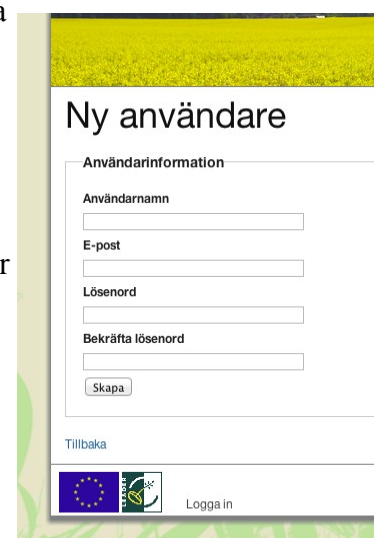 a
Ny användare
Användarinformation
Användarnamn
E-post
r
Lösenord
Bekräfta lösenord
Skapa
Tillbaka
Logga in